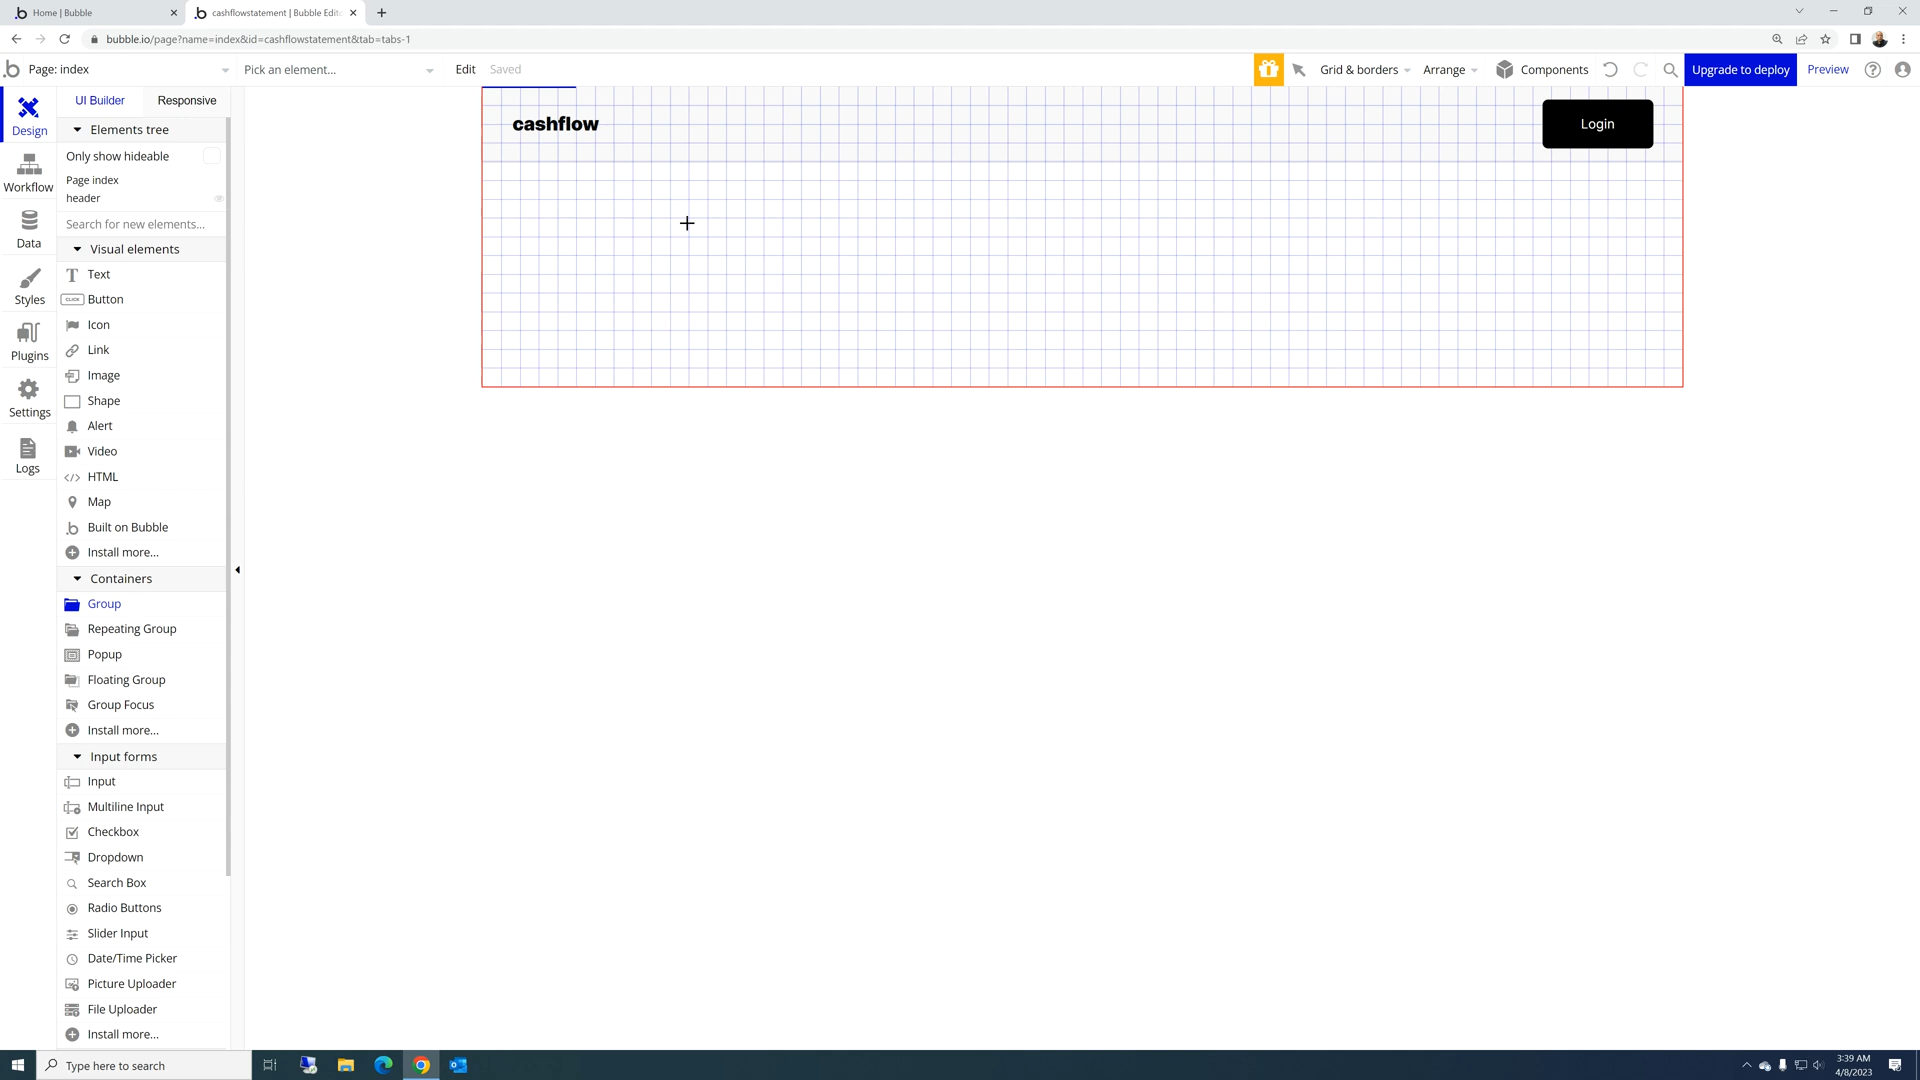 Home | Bubble
cashflowstatement | Bubble Edit
bubble.io/page?name=index&id=cashflowstatement&tab=tabs-1
Page: index
Pick an element...
Edit
Saved
Grid & borders
Arrange
Components
Upgrade to deploy
Preview
UI Builder
Responsive
Design
Workflow
Data
Styles
Plugins
Settings
Logs
Elements tree
Only show hideable
Page index
header
Search for new elements...
Visual elements
Text
CLICK
Button
Icon
Link
Image
Shape
Alert
Video
HTML
Map
Built on Bubble
Install more...
Containers
Group
Repeating Group
Popup
Floating Group
Group Focus
Install more...
Input forms
Input
Multiline Input
Checkbox
Dropdown
Search Box
Radio Buttons
Slider Input
Date/Time Picker
Picture Uploader
File Uploader
Install more...
cashflow
Login
Type here to search
3:39 AM
4/8/2023